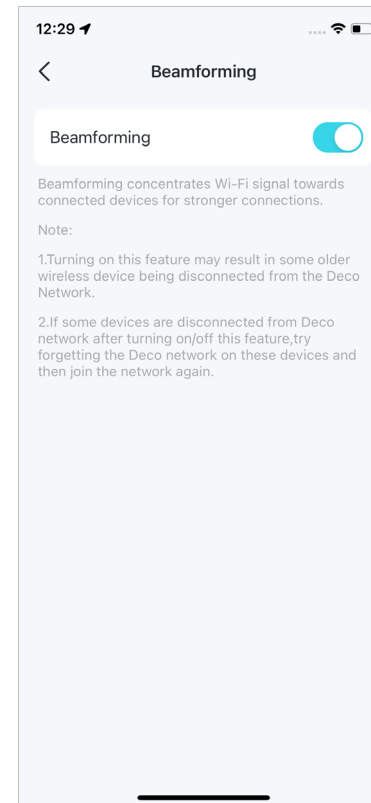 12:29
Beamforming
Beamforming
Beamforming concentrates Wi-Fi signal towards
connected devices for stronger connections.
Note:
1.Turning on this feature may result in some older
wireless device being disconnected from the Deco
Network.
2.If some devices are disconnected from Deco
network after turning on/off this feature,try
forgetting the Deco network on these devices and
then join the network again.